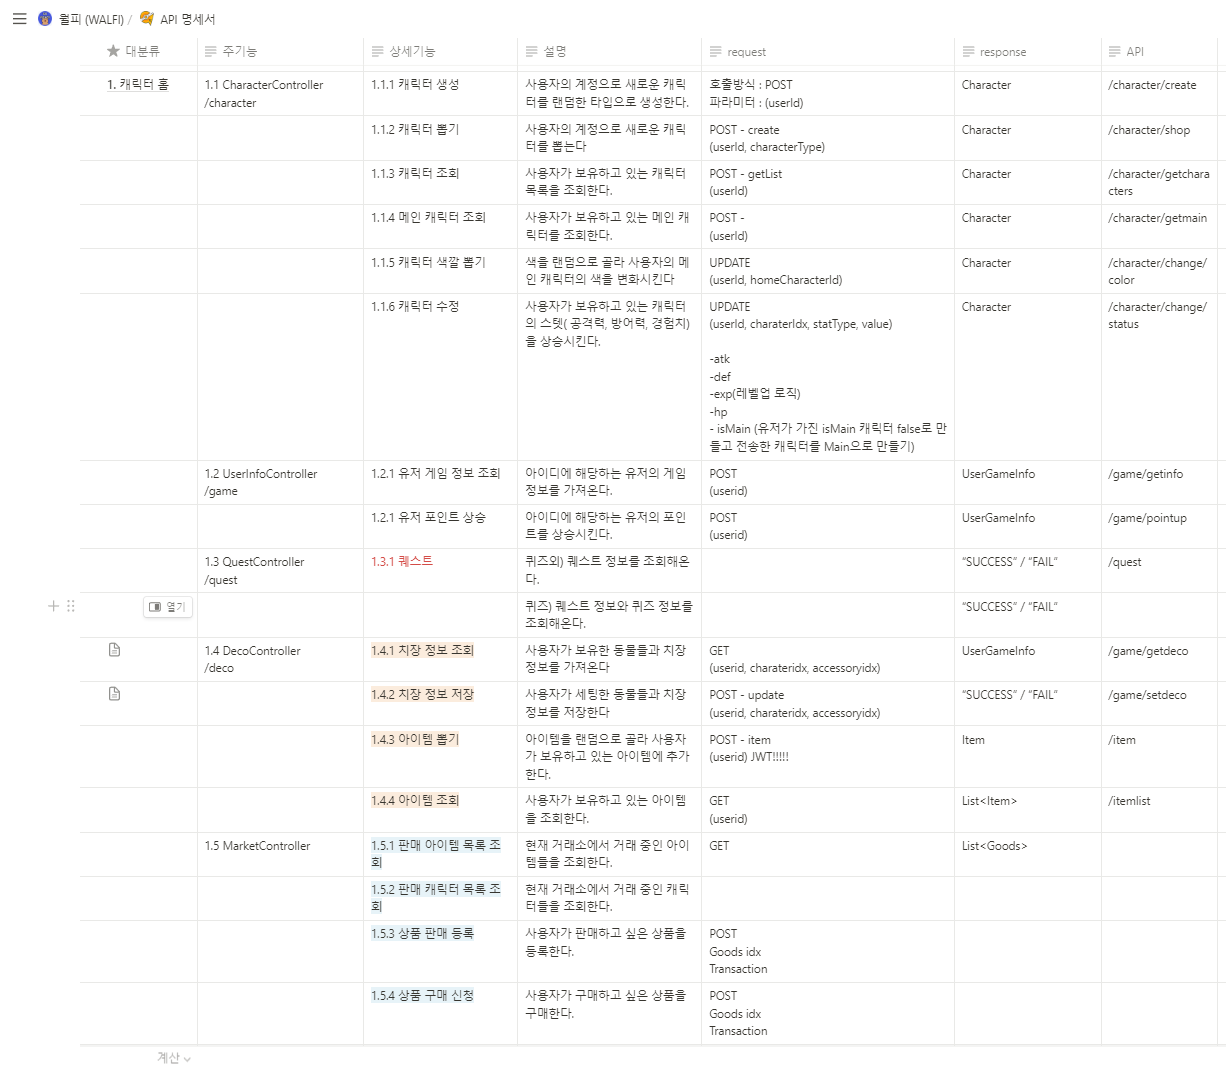 월피 (WALFI) / API 명세서
대분류 주기능 상세기능 설명 request response API
1. 캐릭터 홈
1.1 CharacterController
/character
1.1.1 캐릭터 생성
사용자의 계정으로 새로운 캐릭
터를 랜덤한 타입으로 생성한다.
호출방식 : POST
파라미터 : (userId)
Character
/character/create
1.1.2 캐릭터 뽑기
사용자의 계정으로 새로운 캐릭
터를 뽑는다
POST - create
(userId, characterType)
Character
/character/shop
1.1.3 캐릭터 조회
사용자가 보유하고 있는 캐릭터
목록을 조회한다.
POST - getList
(userId)
Character
/character/getchara
cters
1.1.4 메인 캐릭터 조회
사용자가 보유하고 있는 메인 캐
릭터를 조회한다.
POST -
(userId)
Character
/character/getmain
1.1.5 캐릭터 색깔 뽑기
색을 랜덤으로 골라 사용자의 메
인 캐릭터의 색을 변화시킨다
UPDATE
(userId, homeCharacterId)
Character
/character/change/
color
1.1.6 캐릭터 수정
사용자가 보유하고 있는 캐릭터
의 스텟( 공격력, 방어력, 경험치)
을 상승시킨다.
UPDATE
(userId, charaterIdx, statType, value)
-atk
-def
-exp(레벨업 로직)
-hp
- isMain (유저가 가진 isMain 캐릭터 false로 만
들고 전송한 캐릭터를 Main으로 만들기)
Character
/character/change/
status
1.2 UserInfoController
/game
1.2.1 유저 게임 정보 조회
아이디에 해당하는 유저의 게임
정보를 가져온다.
POST
(userid)
UserGameInfo
/game/getinfo
1.2.1 유저 포인트 상승
아이디에 해당하는 유저의 포인
트를 상승시킨다.
POST
(userid)
UserGameInfo
/game/pointup
1.3 QuestController
/quest
1.3.1 퀘스트
퀴즈외) 퀘스트 정보를 조회해온
다.
“SUCCESS” / “FAIL”
/quest
열기
퀴즈) 퀘스트 정보와 퀴즈 정보를
조회해온다.
“SUCCESS” / “FAIL”
1.4 DecoController
/deco
1.4.1 치장 정보 조회
사용자가 보유한 동물들과 치장
정보를 가져온다
GET
(userid, charateridx, accessoryidx)
UserGameInfo
/game/getdeco
1.4.2 치장 정보 저장
사용자가 세팅한 동물들과 치장
정보를 저장한다
POST - update
(userid, charateridx, accessoryidx)
“SUCCESS” / “FAIL”
/game/setdeco
1.4.3 아이템 뽑기
아이템을 랜덤으로 골라 사용자
가 보유하고 있는 아이템에 추가
한다.
POST - item
(userid) JWT!!!!!
Item
/item
1.4.4 아이템 조회
사용자가 보유하고 있는 아이템
을 조회한다.
GET
(userid)
List<Item>
/itemlist
1.5 MarketController
1.5.1 판매 아이템 목록 조
회
현재 거래소에서 거래 중인 아이
템들을 조회한다.
GET
List<Goods>
1.5.2 판매 캐릭터 목록 조
회
현재 거래소에서 거래 중인 캐릭
터들을 조회한다.
1.5.3 상품 판매 등록
사용자가 판매하고 싶은 상품을
등록한다.
POST
Goods idx
Transaction
1.5.4 상품 구매 신청
사용자가 구매하고 싶은 상품을
구매한다.
POST
Goods idx
Transaction
계산